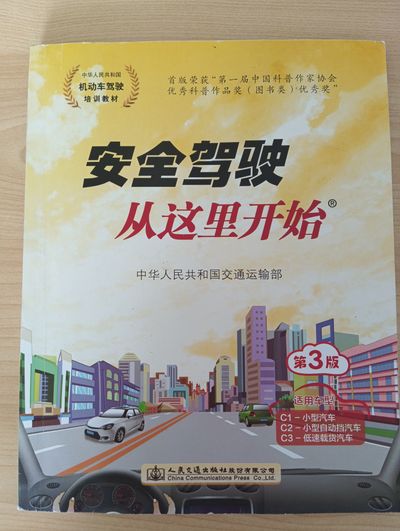 中华人民共和国
机动车驾驶
培训教材
首版荣获“第一届中国科普作家协会
优秀科普作品奖（图书类）优秀奖”
安全驾驶
从这里开始®
中华人民共和国交通运输部
第3版
适用车型
C1-小型汽车
C2-小型自动挡汽车
C3-低速载货汽车
人民交通出版社股份有限公司
China Communications Press Co.,Ltd.